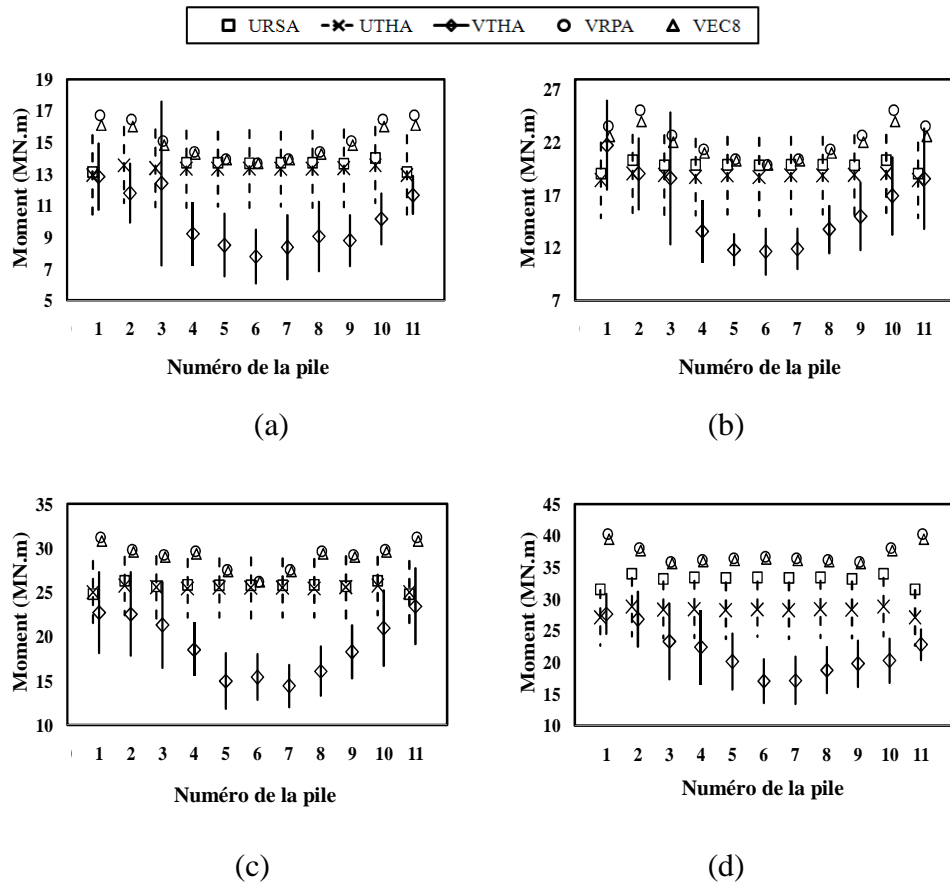 URSA UTHA VTHA VRPA VEC8
Moment (MN.m)
19
17
15
13
11
9
7
5
1 2 3 4 5 6 7 8 9 10 11
Numéro de la pile
(a)
Moment (MN.m)
27
22
17
12
7
1 2 3 4 5 6 7 8 9 10 11
Numéro de la pile
(b)
Moment (MN.m)
35
30
25
20
15
10
1 2 3 4 5 6 7 8 9 10 11
Numéro de la pile
(c)
Moment (MN.m)
45
40
35
30
25
20
15
10
1 2 3 4 5 6 7 8 9 10 11
Numéro de la pile
(d)